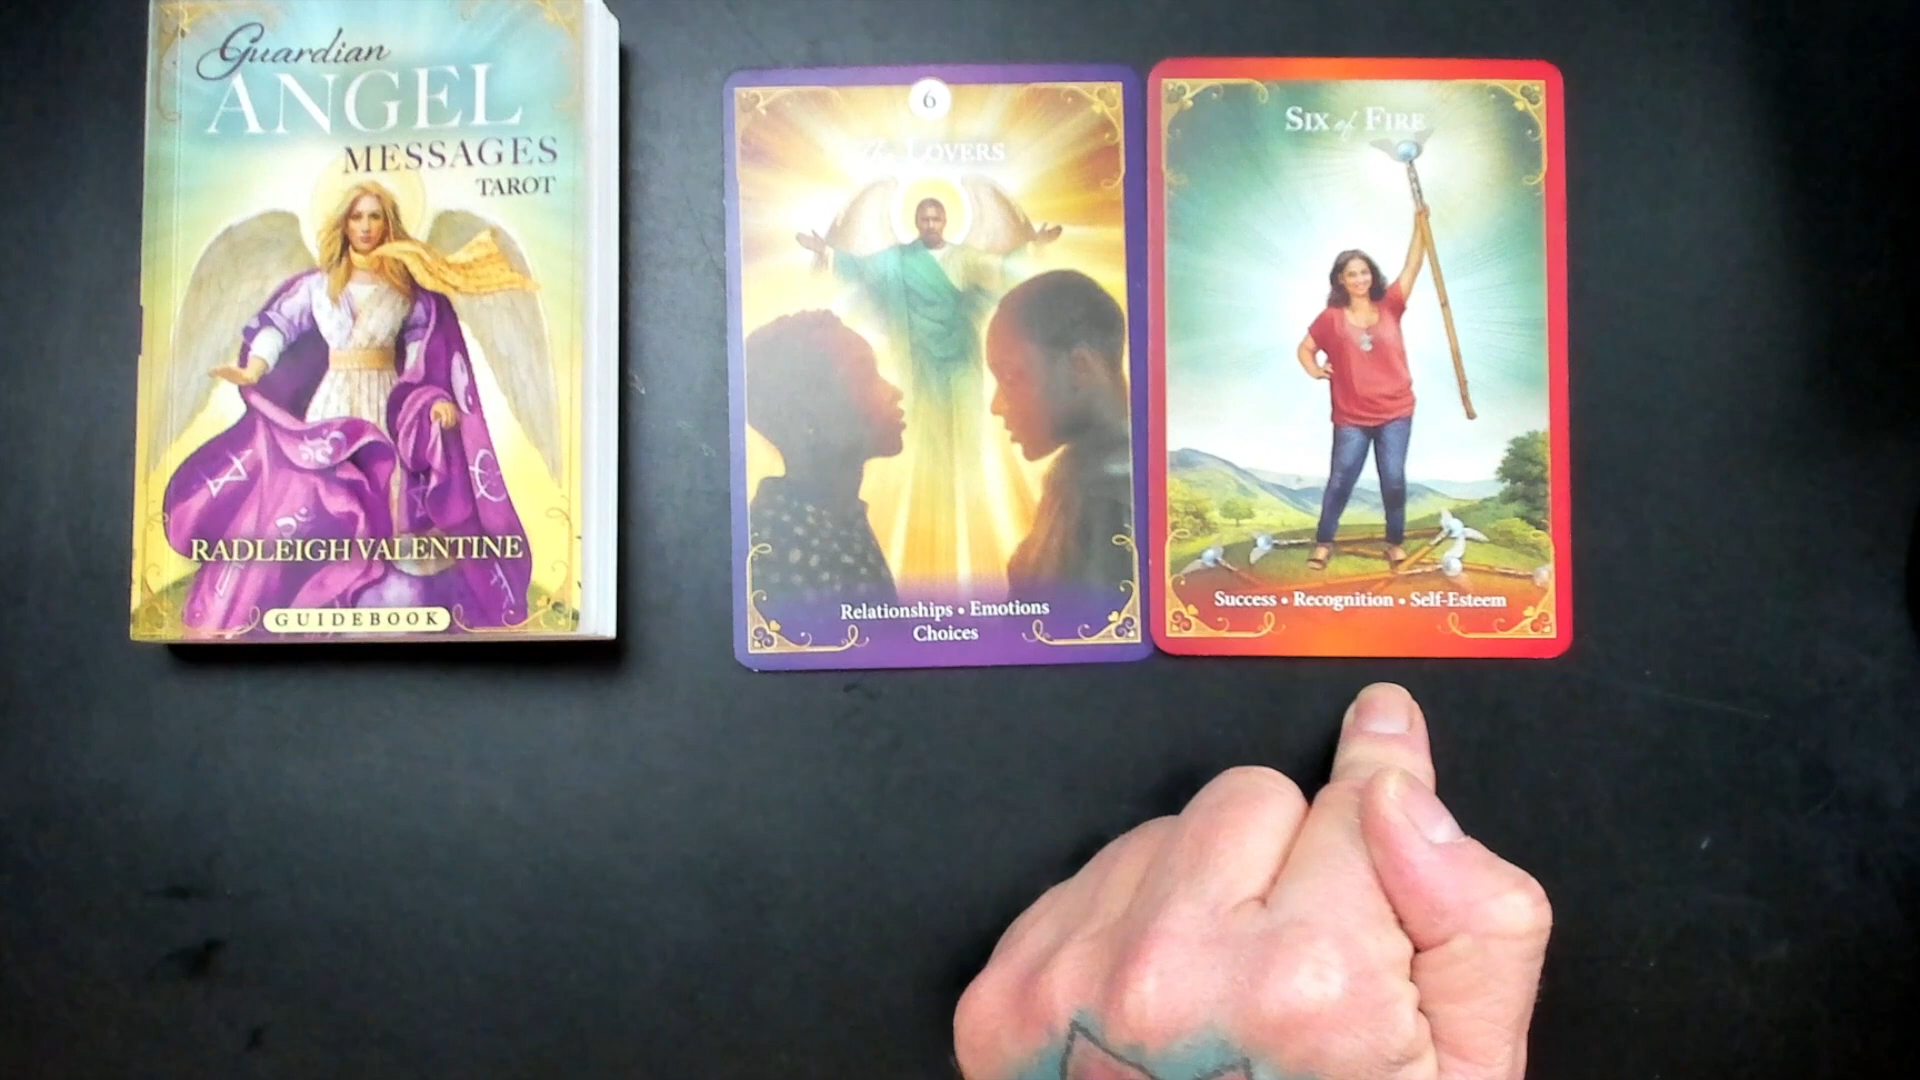 Guardian
ANGEL
MESSAGES
TAROT
RADLEIGH VALENTINE
GUIDEBOOK
6
The LOVERS
Relationships • Emotions
Choices
SIX of FIRE
Success • Recognition • Self-Esteem